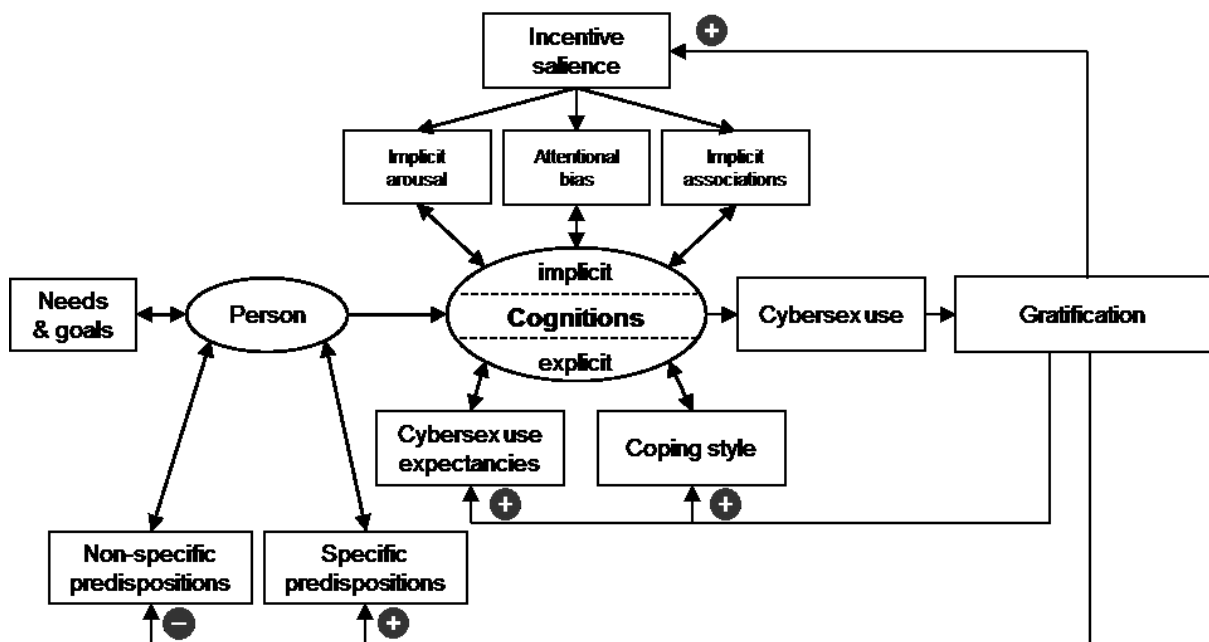 Incentive
salience
+
Implicit
arousal
Attentional
bias
Implicit
associations
Needs
& goals
Person
implicit
Cognitions
explicit
Cybersex use
Gratification
Cybersex use
expectancies
Coping style
+
+
Non-specific
predispositions
Specific
predispositions
−
+